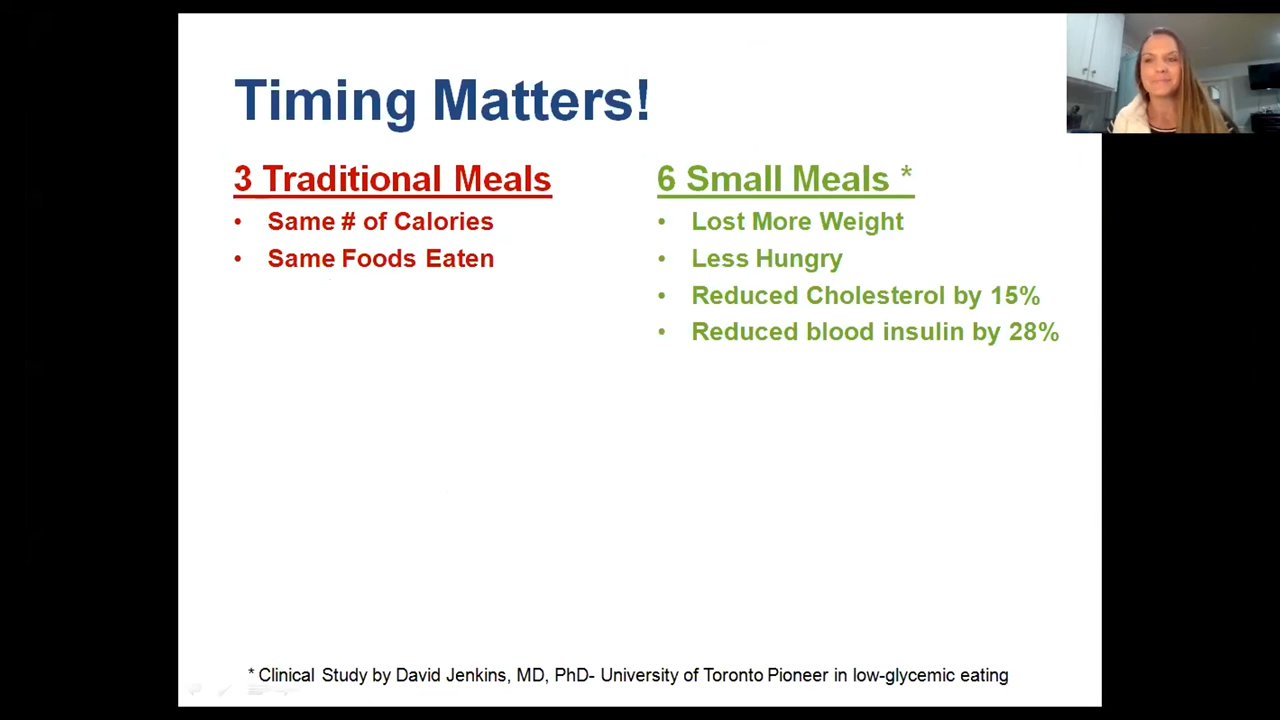 Timing Matters!
3 Traditional Meals
• Same # of Calories
• Same Foods Eaten
6 Small Meals *
• Lost More Weight
• Less Hungry
• Reduced Cholesterol by 15%
• Reduced blood insulin by 28%
* Clinical Study by David Jenkins, MD, PhD- University of Toronto Pioneer in low-glycemic eating